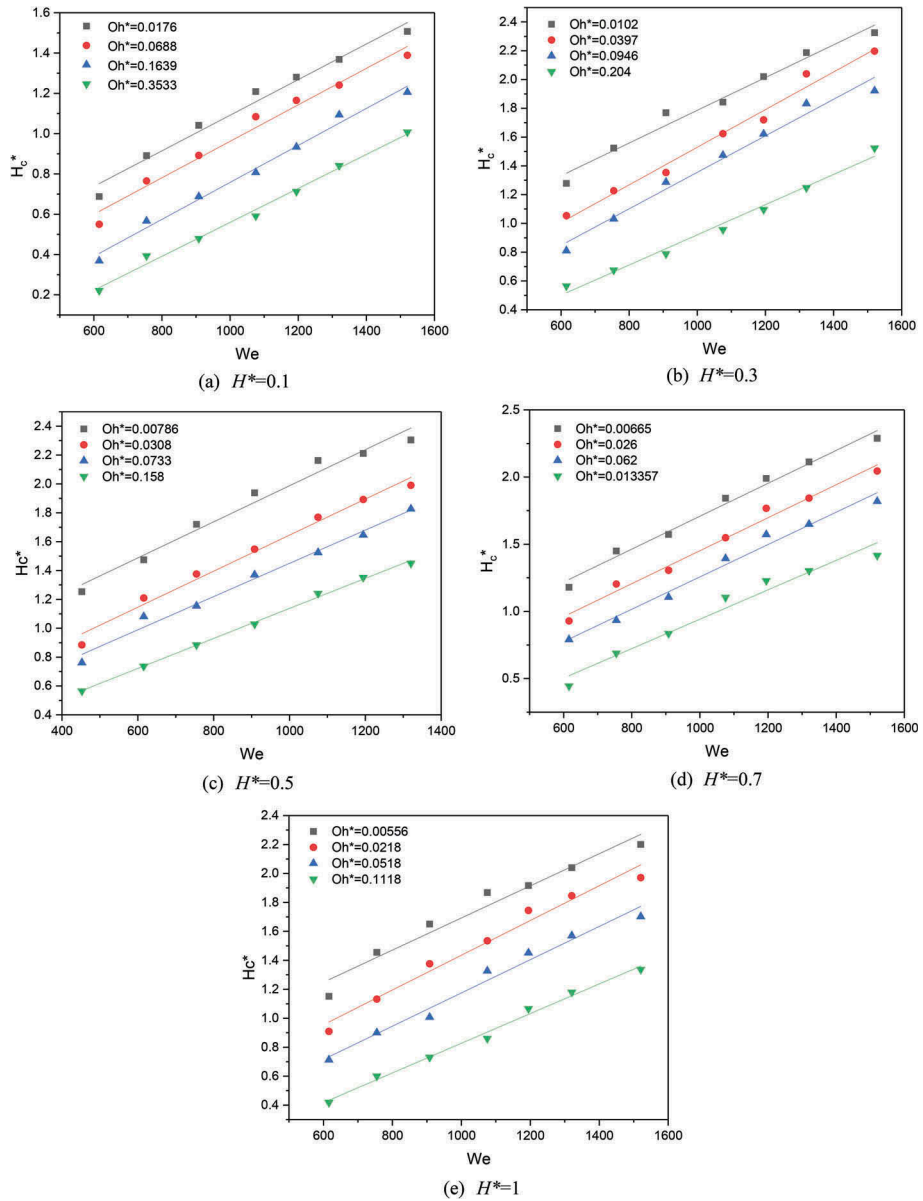 Oh*=0.0176
Oh*=0.0688
Oh*=0.1639
Oh*=0.3533
1.6
1.4
1.2
1.0
0.8
0.6
0.4
0.2
H_c^*
600 800 1000 1200 1400 1600
We
(a) H*=0.1
Oh*=0.0102
Oh*=0.0397
Oh*=0.0946
Oh*=0.204
2.4
2.2
2.0
1.8
1.6
1.4
1.2
1.0
0.8
0.6
0.4
H_c^*
600 800 1000 1200 1400 1600
We
(b) H*=0.3
Oh*=0.00786
Oh*=0.0308
Oh*=0.0733
Oh*=0.158
2.4
2.2
2.0
1.8
1.6
1.4
1.2
1.0
0.8
0.6
0.4
Hc*
400 600 800 1000 1200 1400
We
(c) H*=0.5
Oh*=0.00665
Oh*=0.026
Oh*=0.062
Oh*=0.013357
2.5
2.0
1.5
1.0
0.5
H_c^*
600 800 1000 1200 1400 1600
We
(d) H*=0.7
Oh*=0.00556
Oh*=0.0218
Oh*=0.0518
Oh*=0.1118
2.4
2.2
2.0
1.8
1.6
1.4
1.2
1.0
0.8
0.6
0.4
Hc*
600 800 1000 1200 1400 1600
We
(e) H*=1